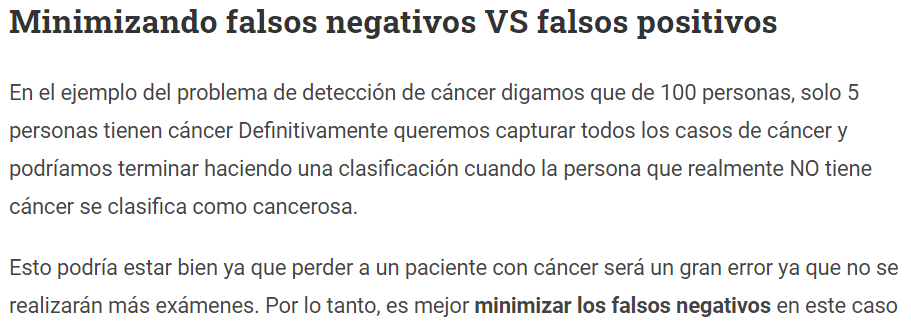 Minimizando falsos negativos VS falsos positivos
En el ejemplo del problema de detección de cáncer digamos que de 100 personas, solo 5
personas tienen cáncer Definitivamente queremos capturar todos los casos de cáncer y
podríamos terminar haciendo una clasificación cuando la persona que realmente NO tiene
cáncer se clasifica como cancerosa.
Esto podría estar bien ya que perder a un paciente con cáncer será un gran error ya que no se
realizarán más exámenes. Por lo tanto, es mejor minimizar los falsos negativos en este caso